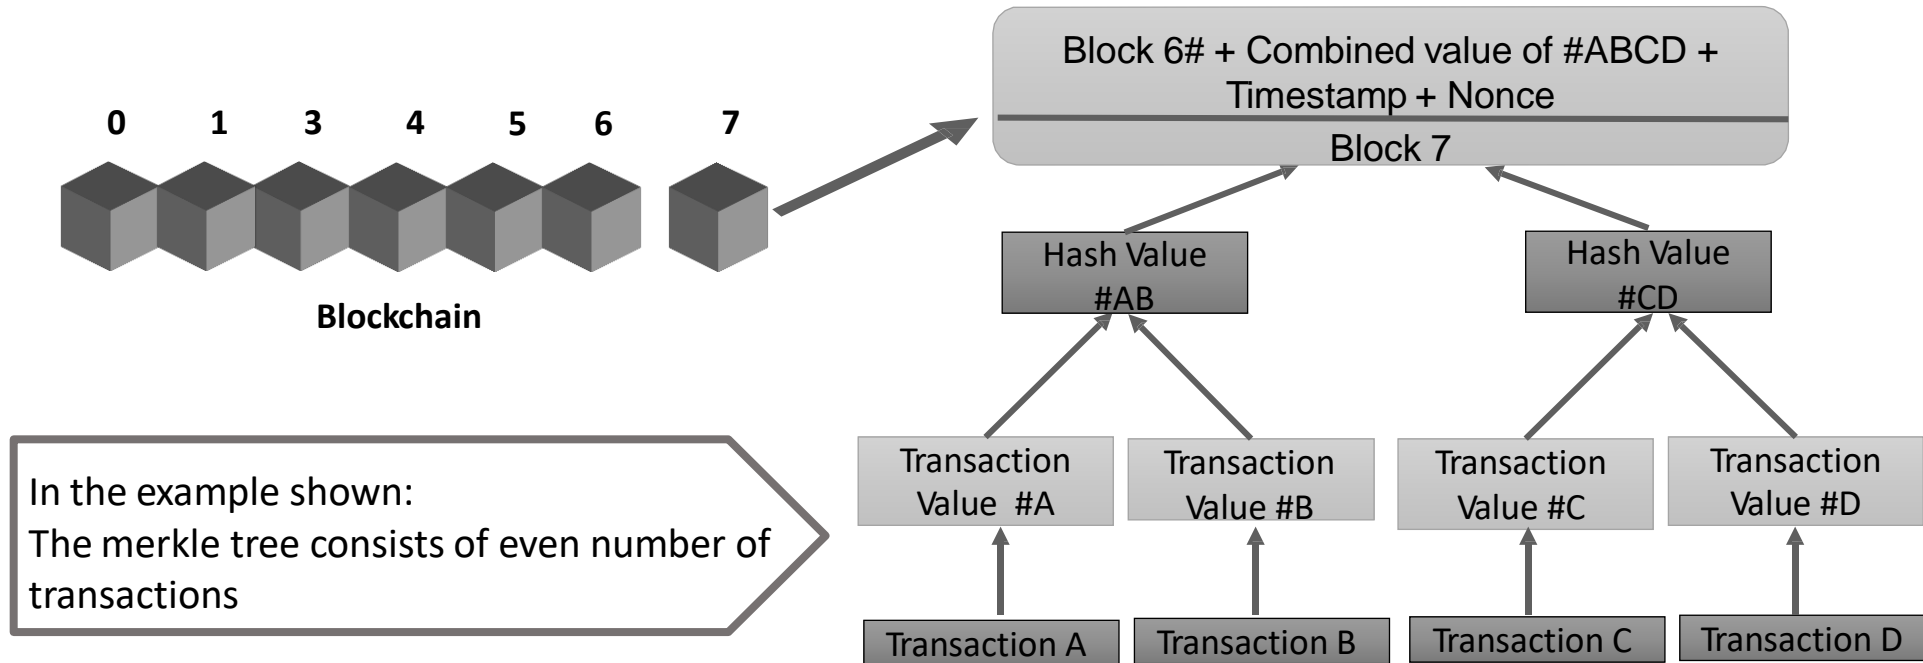 Block 6# + Combined value of #ABCD +
Timestamp + Nonce
Block 7
0 1 3 4 5 6 7
Blockchain
Hash Value
#AB
Hash Value
#CD
In the example shown:
The merkle tree consists of even number of
transactions
Transaction
Value #A
Transaction
Value #B
Transaction
Value #C
Transaction
Value #D
Transaction A
Transaction B
Transaction C
Transaction D